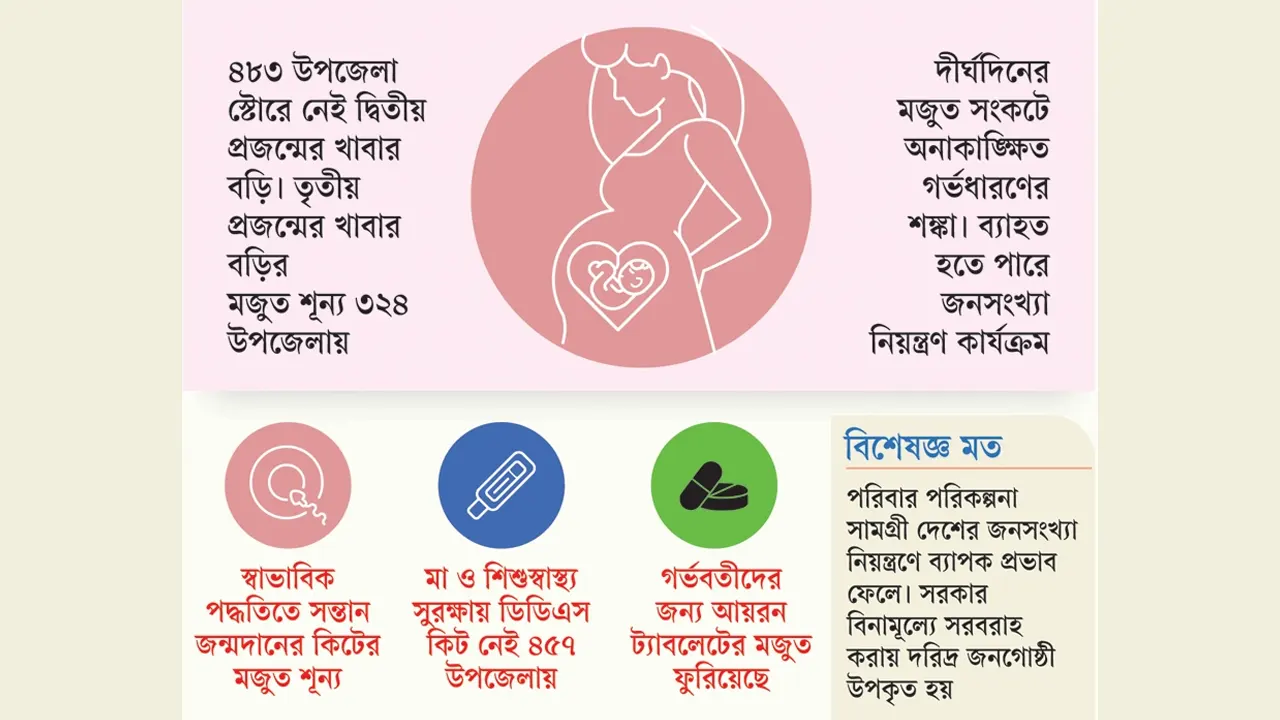 ৪৮৩ উপজেলা
স্টোরে নেই দ্বিতীয়
প্রজন্মের খাবার
বড়ি। তৃতীয়
প্রজন্মের খাবার
বড়ির
মজুত শূন্য ৩২৪
উপজেলায়
দীর্ঘদিনের
মজুত সংকটে
অনাকাঙ্ক্ষিত
গর্ভধারণের
শঙ্কা। ব্যাহত
হতে পারে
জনসংখ্যা
নিয়ন্ত্রণ কার্যক্রম
স্বাভাবিক
পদ্ধতিতে সন্তান
জন্মদানের কিটের
মজুত শূন্য
মা ও শিশুস্বাস্থ্য
সুরক্ষায় ডিডিএস
কিট নেই ৪৫৭
উপজেলায়
গর্ভবতীদের
জন্য আয়রন
ট্যাবলেটের মজুত
ফুরিয়েছে
বিশেষজ্ঞ মত
পরিবার পরিকল্পনা
সামগ্রী দেশের জনসংখ্যা
নিয়ন্ত্রণে ব্যাপক প্রভাব
ফেলে। সরকার
বিনামূল্যে সরবরাহ
করায় দরিদ্র জনগোষ্ঠী
উপকৃত হয়